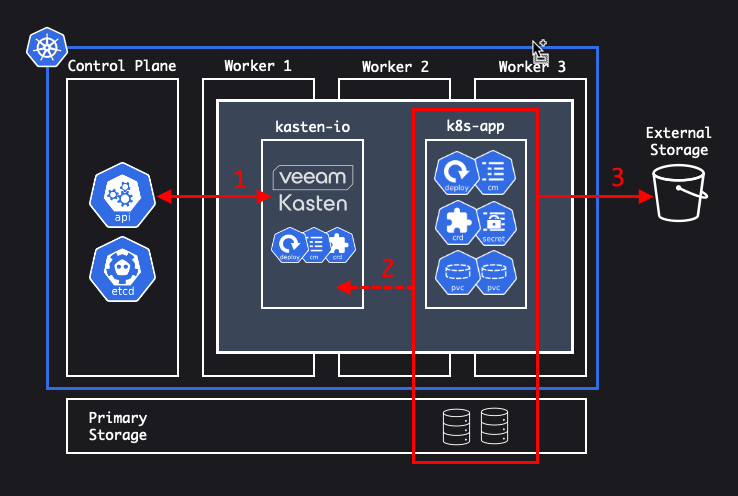 Control Plane
Worker 1
Worker 2
Worker 3
kasten-io
k8s-app
External
Storage
veeam
Kasten
deploy
cm
crd
deploy
cm
crd
secret
pvc
pvc
api
etcd
1
2
3
Primary
Storage